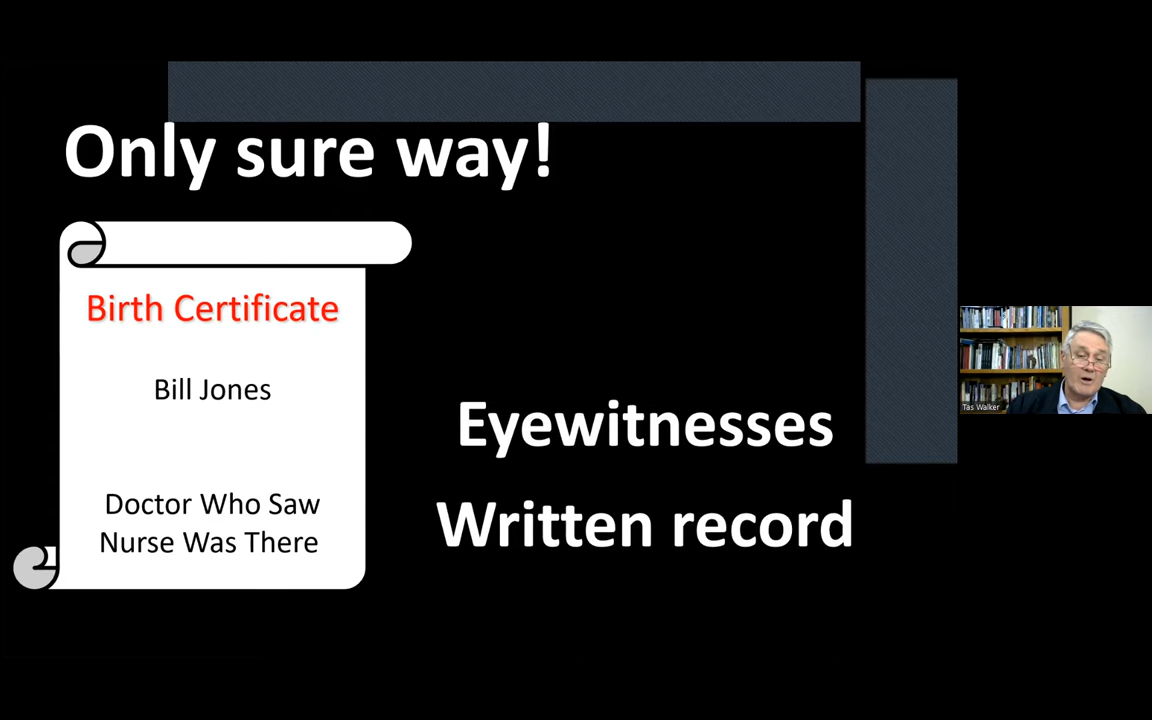 Only sure way!
Birth Certificate
Bill Jones
Doctor Who Saw
Nurse Was There
Eyewitnesses
Written record
Tas Walker